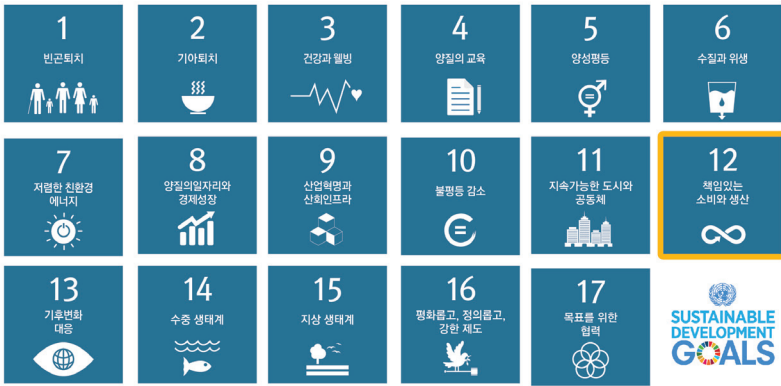 1
빈곤퇴치
2
기아퇴치
3
건강과 웰빙
4
양질의 교육
5
양성평등
6
수질과 위생
7
저렴한 친환경
에너지
8
양질의일자리와
경제성장
9
산업혁명과
산회인프라
10
불평등 감소
11
지속가능한 도시와
공동체
12
책임있는
소비와 생산
13
기후변화
대응
14
수중 생태계
15
지상 생태계
16
평화롭고, 정의롭고,
강한 제도
17
목표를 위한
협력
SUSTAINABLE
DEVELOPMENT
GOALS